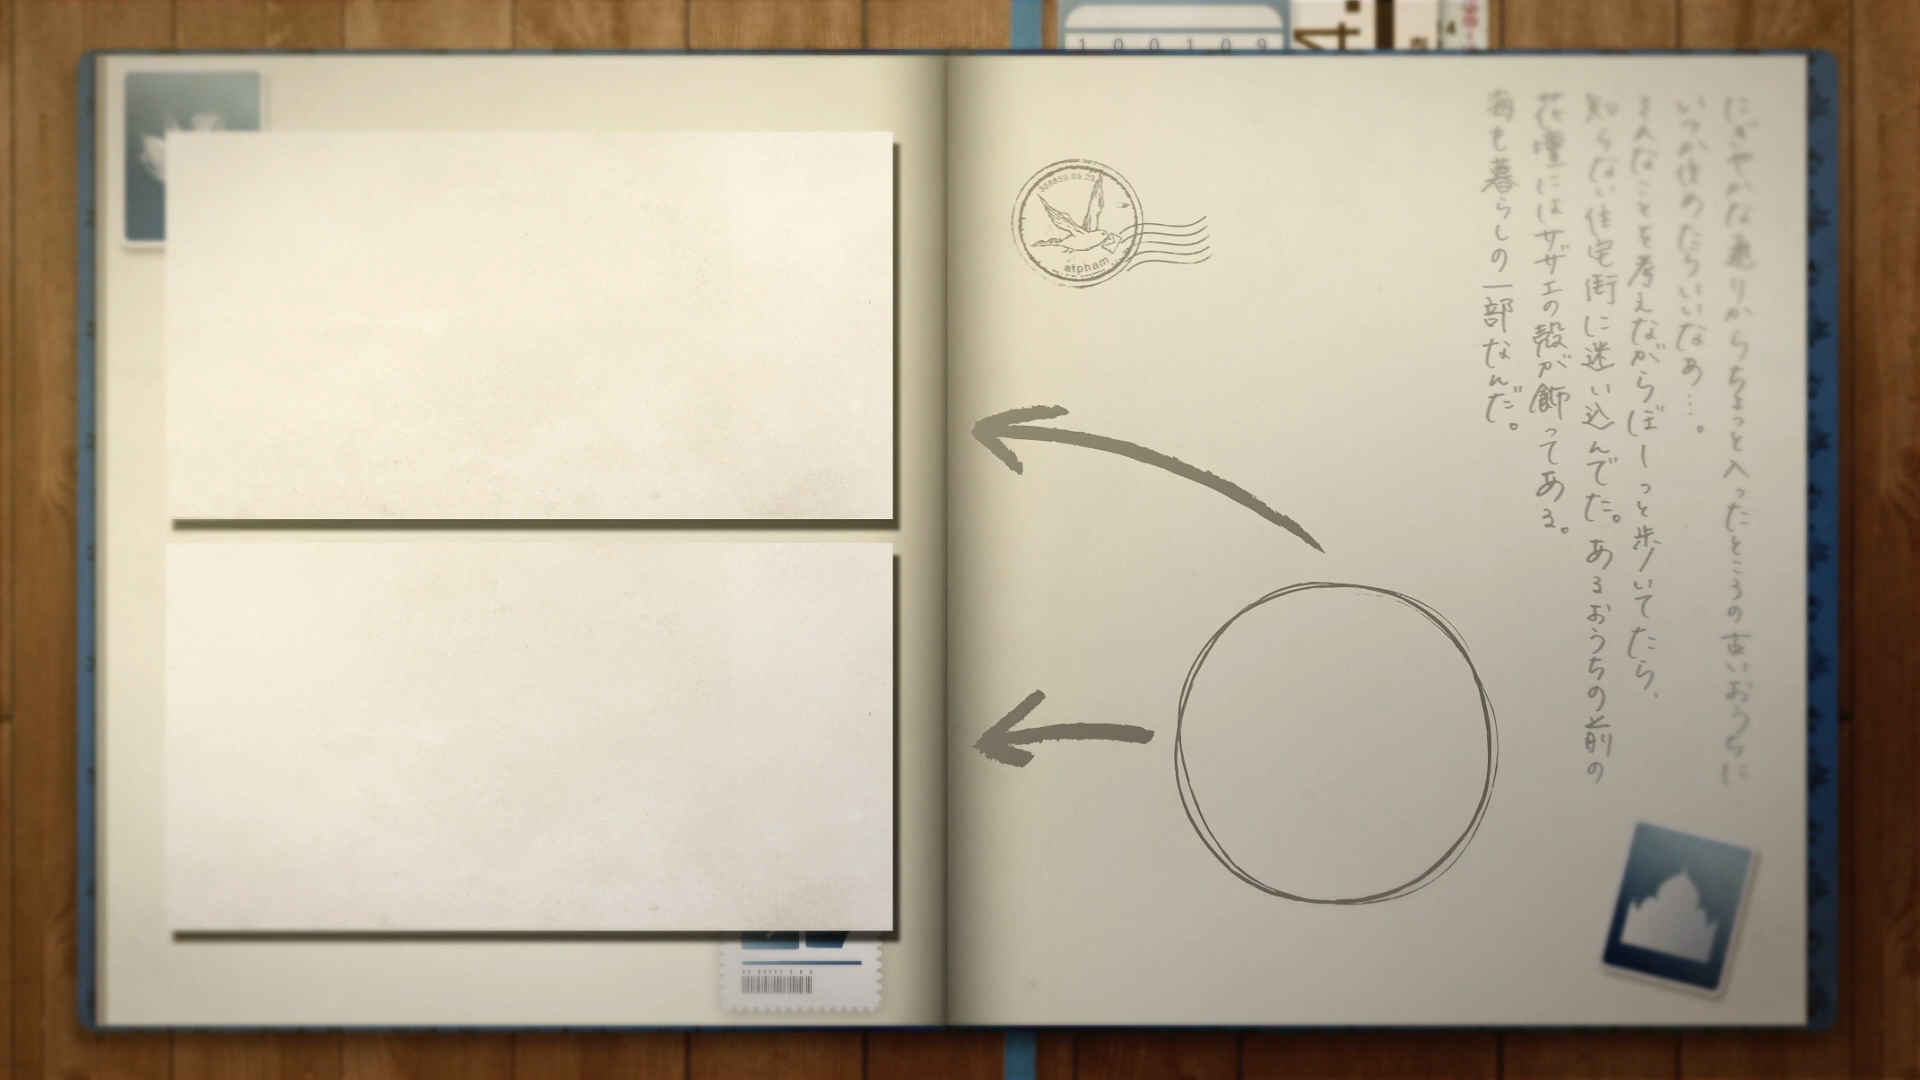 にぎやかな通りからちょっと入ったところの古いおうちに
いつか住めたらいいなぁ…。
そんなことを考えながらぼーっと歩いてたら、
知らない住宅街に迷い込んでた。あるおうちの前の
花壇にはサザエの殻が飾ってある。
海も暮らしの一部なんだ。
atpham
100109